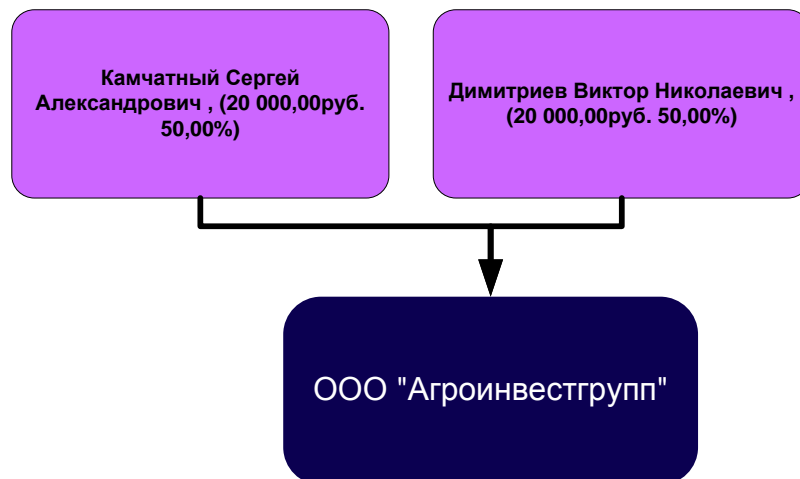 Камчатный Сергей
Александрович , (20 000,00руб.
50,00%)
Димитриев Виктор Николаевич ,
(20 000,00руб. 50,00%)
ООО "Агроинвестгрупп"